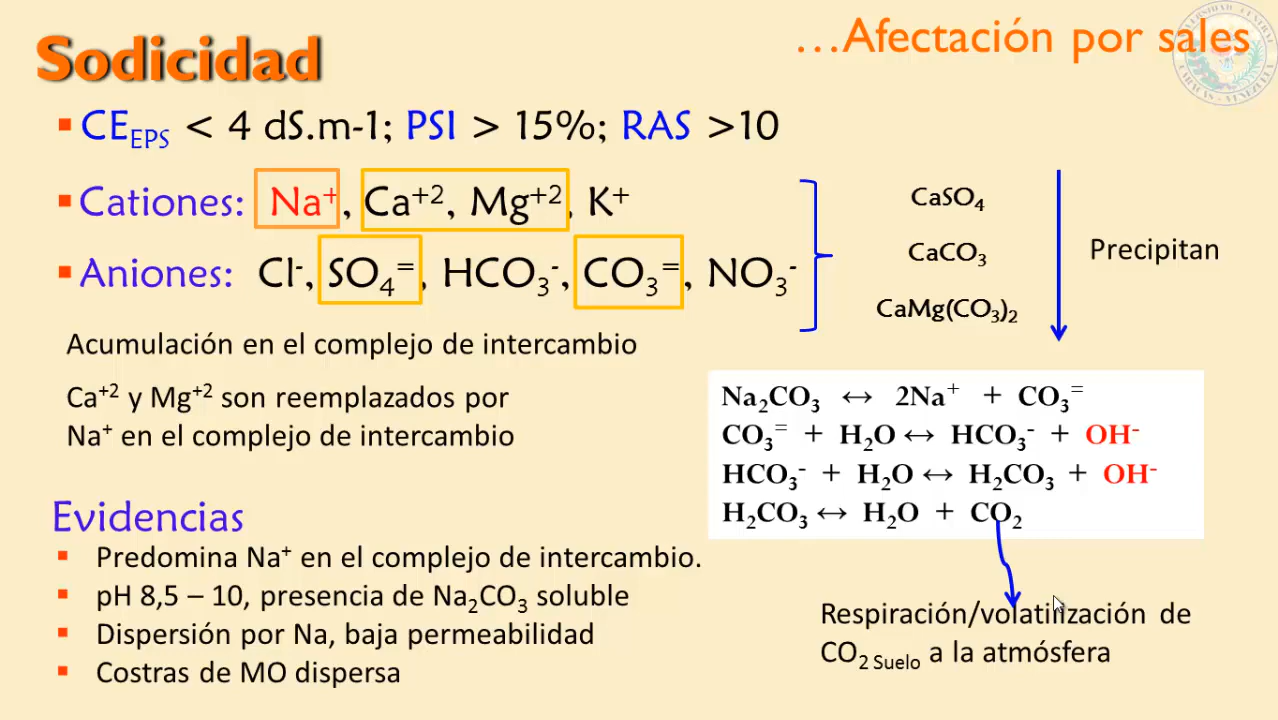 …Afectación por sales
Sodicidad
▪ CE_EPS < 4 dS.m-1; PSI > 15%; RAS >10
▪ Cationes: Na⁺, Ca⁺², Mg⁺², K⁺
▪ Aniones: Cl⁻, SO₄⁼, HCO₃⁻, CO₃⁼, NO₃⁻
CaSO₄
CaCO₃
CaMg(CO₃)₂
Precipitan
Acumulación en el complejo de intercambio
Ca⁺² y Mg⁺² son reemplazados por
Na⁺ en el complejo de intercambio
Na₂CO₃ ↔ 2Na⁺ + CO₃⁼
CO₃⁼ + H₂O ↔ HCO₃⁻ + OH⁻
HCO₃⁻ + H₂O ↔ H₂CO₃ + OH⁻
H₂CO₃ ↔ H₂O + CO₂
Respiración/volatilización de
CO₂ Suelo a la atmósfera
Evidencias
▪ Predomina Na⁺ en el complejo de intercambio.
▪ pH 8,5 – 10, presencia de Na₂CO₃ soluble
▪ Dispersión por Na, baja permeabilidad
▪ Costras de MO dispersa